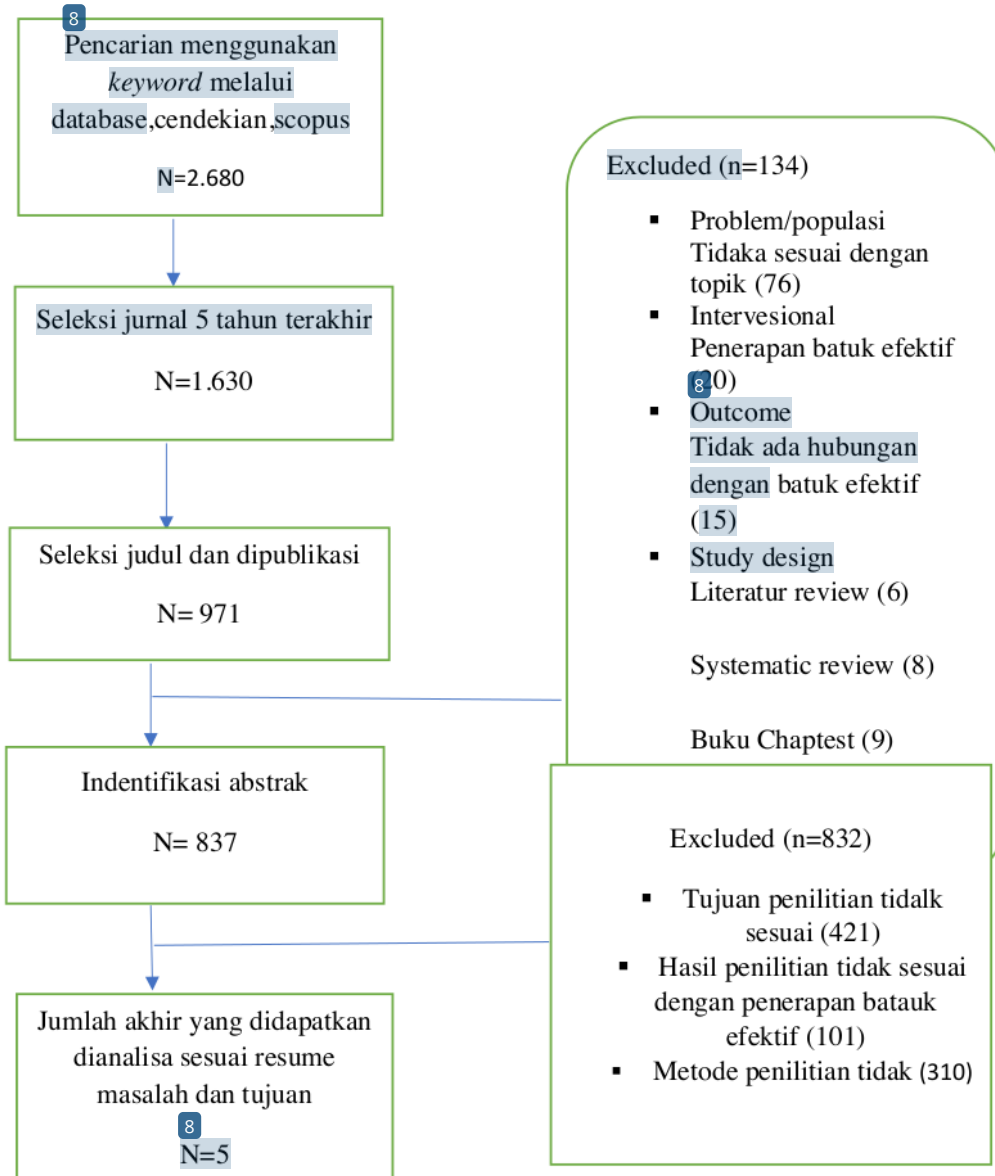 8
Pencarian menggunakan
keyword melalui
database,cendekian,scopus
N=2.680
Seleksi jurnal 5 tahun terakhir
N=1.630
Seleksi judul dan dipublikasi
N= 971
Indentifikasi abstrak
N= 837
Jumlah akhir yang didapatkan
dianalisa sesuai resume
masalah dan tujuan
8
N=5
Excluded (n=134)
▪ Problem/populasi
Tidaka sesuai dengan
topik (76)
▪ Intervesional
Penerapan batuk efektif
(20)
8
▪ Outcome
Tidak ada hubungan
dengan batuk efektif
(15)
▪ Study design
Literatur review (6)
Systematic review (8)
Buku Chaptest (9)
Excluded (n=832)
▪ Tujuan penilitian tidalk
sesuai (421)
▪ Hasil penilitian tidak sesuai
dengan penerapan batauk
efektif (101)
▪ Metode penilitian tidak (310)